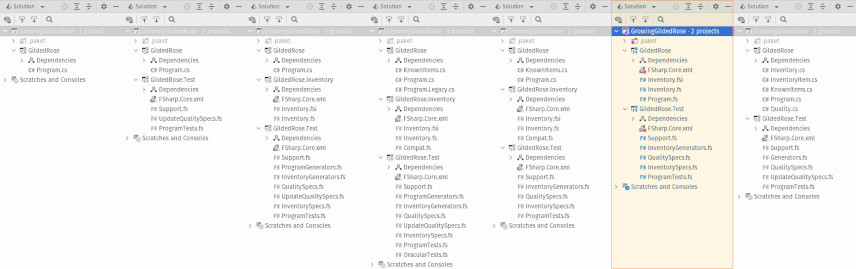 Solution
paket
GildedRose
Dependencies
Program.cs
Scratches and Consoles
Solution
paket
GildedRose
Dependencies
Program.cs
GildedRose.Test
Dependencies
FSharp.Core.xml
Support.fs
UpdateQualitySpecs.fs
ProgramTests.fs
Scratches and Consoles
Solution
paket
GildedRose
Dependencies
Program.cs
GildedRose.Inventory
Dependencies
FSharp.Core.xml
Inventory.fsi
Inventory.fs
GildedRose.Test
Dependencies
FSharp.Core.xml
Support.fs
ProgramGenerators.fs
InventoryGenerators.fs
QualitySpecs.fs
UpdateQualitySpecs.fs
InventorySpecs.fs
ProgramTests.fs
Scratches and Consoles
Solution
paket
GildedRose
Dependencies
KnownItems.cs
Program.cs
Program.Legacy.cs
GildedRose.Inventory
Dependencies
FSharp.Core.xml
Inventory.fsi
Inventory.fs
Compat.fs
GildedRose.Test
Dependencies
FSharp.Core.xml
Support.fs
ProgramGenerators.fs
InventoryGenerators.fs
QualitySpecs.fs
UpdateQualitySpecs.fs
InventorySpecs.fs
ProgramTests.fs
OracularTests.fs
Scratches and Consoles
Solution
paket
GildedRose
Dependencies
KnownItems.cs
Program.cs
GildedRose.Inventory
Dependencies
FSharp.Core.xml
Inventory.fsi
Inventory.fs
Compat.fs
GildedRose.Test
Dependencies
FSharp.Core.xml
Support.fs
InventoryGenerators.fs
QualitySpecs.fs
InventorySpecs.fs
ProgramTests.fs
Scratches and Consoles
Solution
GrowingGildedRose · 2 projects
paket
GildedRose
Dependencies
FSharp.Core.xml
Inventory.fsi
Inventory.fs
Program.fs
GildedRose.Test
Dependencies
FSharp.Core.xml
Support.fs
InventoryGenerators.fs
QualitySpecs.fs
InventorySpecs.fs
ProgramTests.fs
Scratches and Consoles
Solution
paket
GildedRose
Dependencies
Inventory.cs
InventoryItem.cs
KnownItems.cs
Program.cs
Quality.cs
GildedRose.Test
Dependencies
FSharp.Core.xml
Support.fs
Generators.fs
QualitySpecs.fs
UpdateQualitySpecs.fs
ProgramTests.fs
Scratches and Consoles